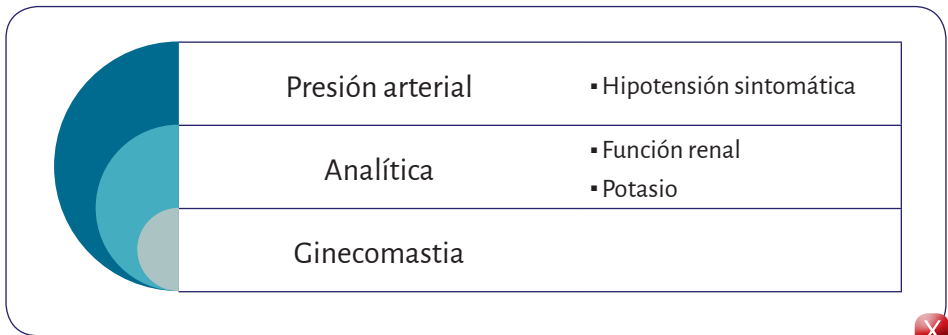 Presión arterial
▪ Hipotensión sintomática
Analítica
▪ Función renal
▪ Potasio
Ginecomastia
X